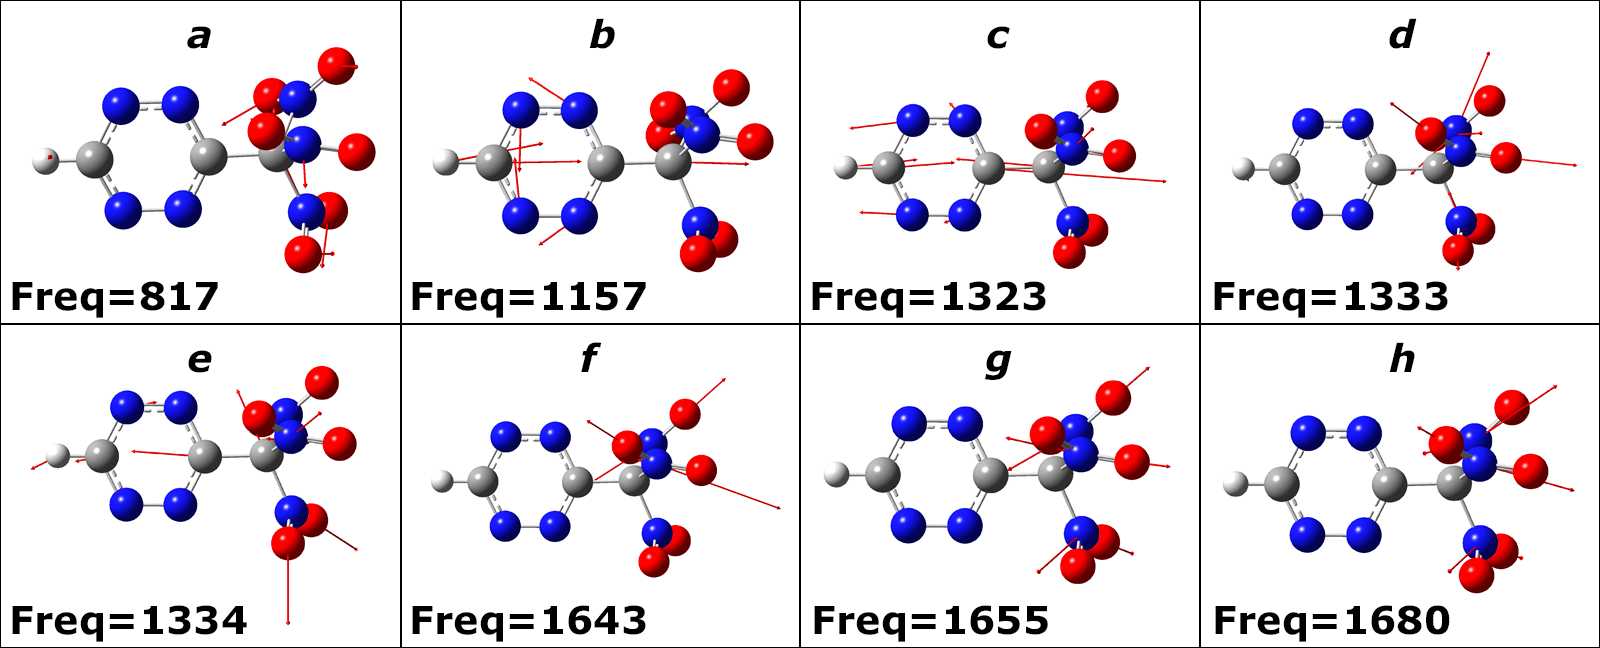 a
Freq=817
b
Freq=1157
c
Freq=1323
d
Freq=1333
e
Freq=1334
f
Freq=1643
g
Freq=1655
h
Freq=1680